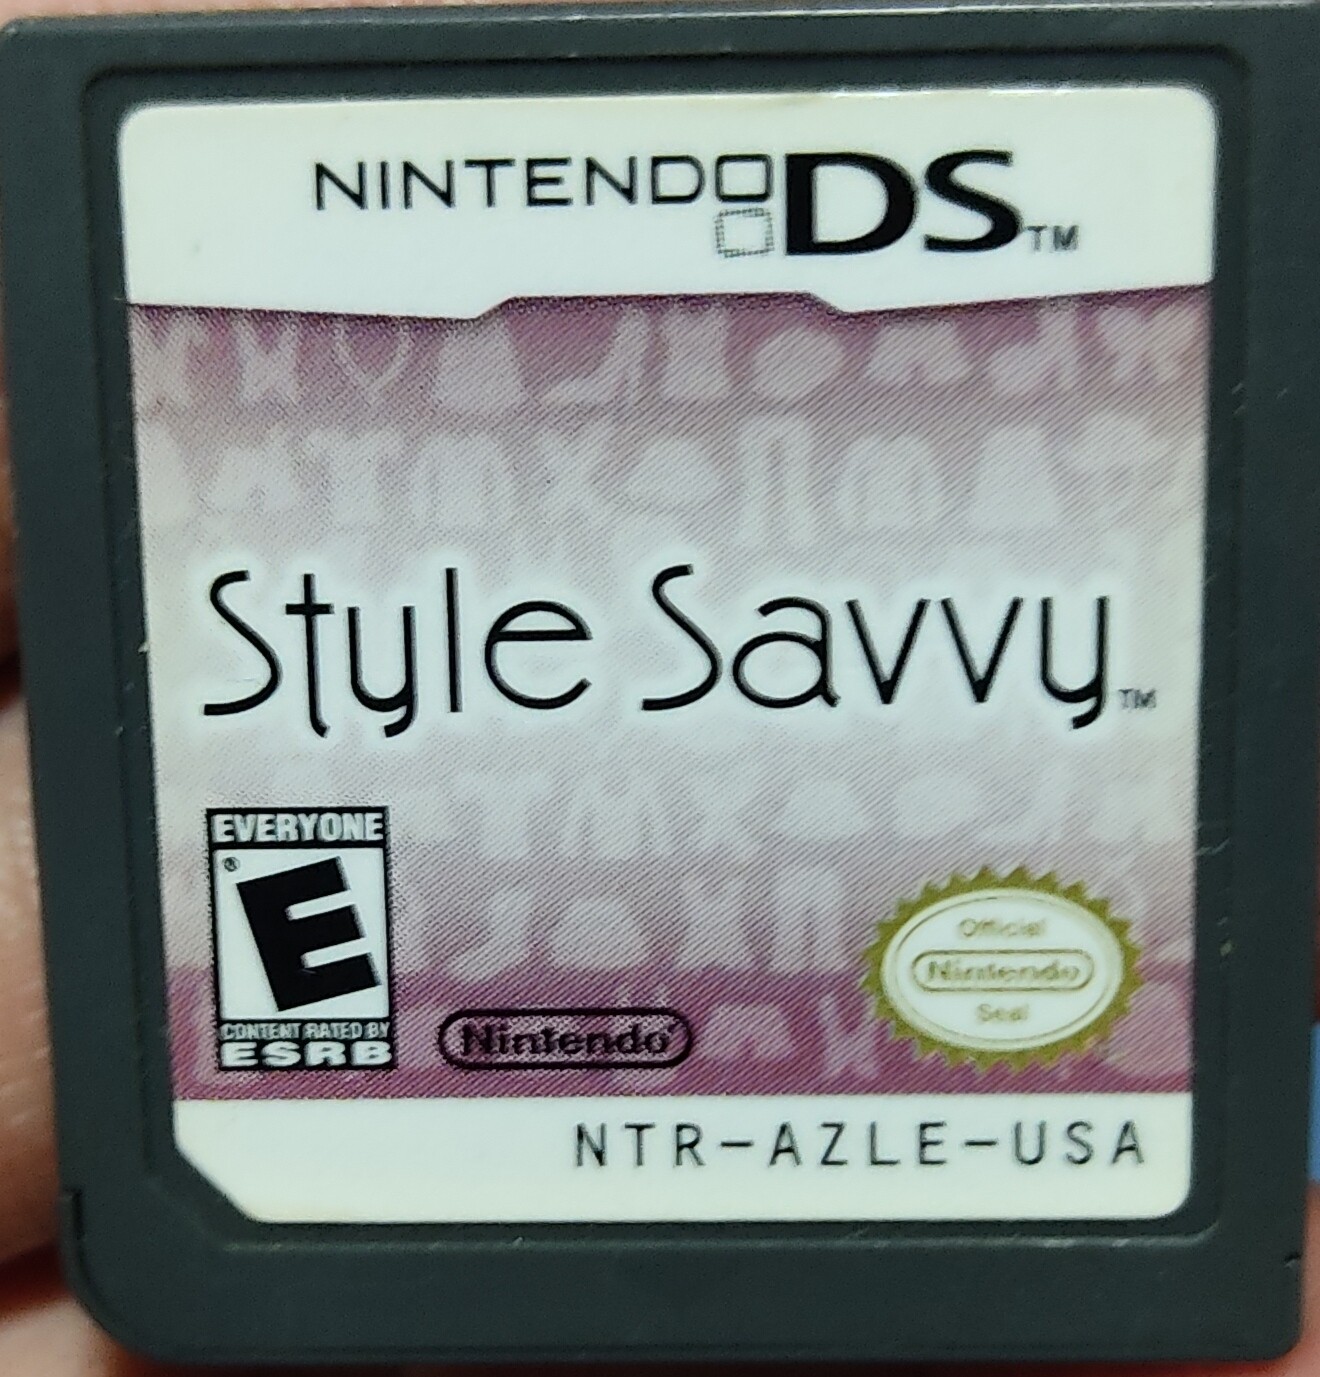 NINTENDO DS™
Style Savvy™
EVERYONE
E®
CONTENT RATED BY
ESRB
Nintendo®
Official
Nintendo
Seal
NTR-AZLE-USA